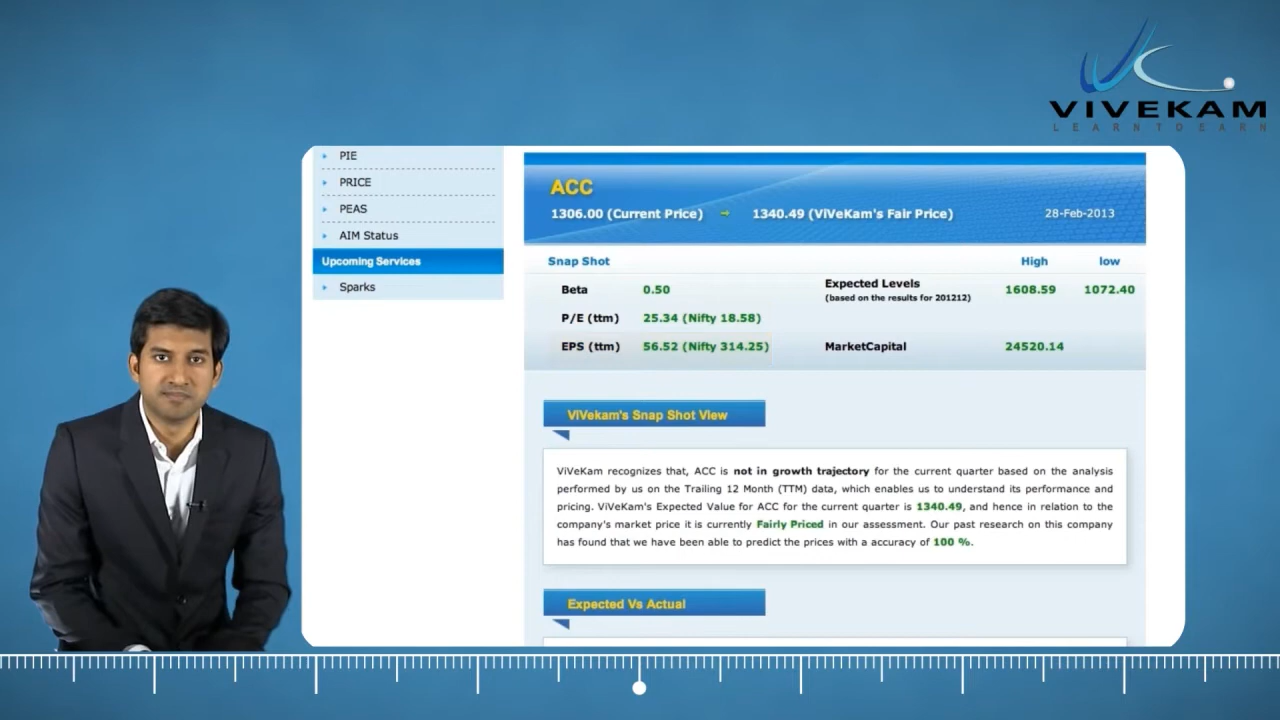 VIVEKAM
LEARN TO EARN
PIE
PRICE
PEAS
AIM Status
Upcoming Services
Sparks
ACC
1306.00 (Current Price) → 1340.49 (ViVeKam's Fair Price) 28-Feb-2013
Snap Shot High low
Beta 0.50 Expected Levels 1608.59 1072.40
(based on the results for 201212)
P/E (ttm) 25.34 (Nifty 18.58)
EPS (ttm) 56.52 (Nifty 314.25) MarketCapital 24520.14
ViVekam's Snap Shot View
ViVeKam recognizes that, ACC is not in growth trajectory for the current quarter based on the analysis
performed by us on the Trailing 12 Month (TTM) data, which enables us to understand its performance and
pricing. ViVeKam's Expected Value for ACC for the current quarter is 1340.49, and hence in relation to the
company's market price it is currently Fairly Priced in our assessment. Our past research on this company
has found that we have been able to predict the prices with a accuracy of 100 %.
Expected Vs Actual